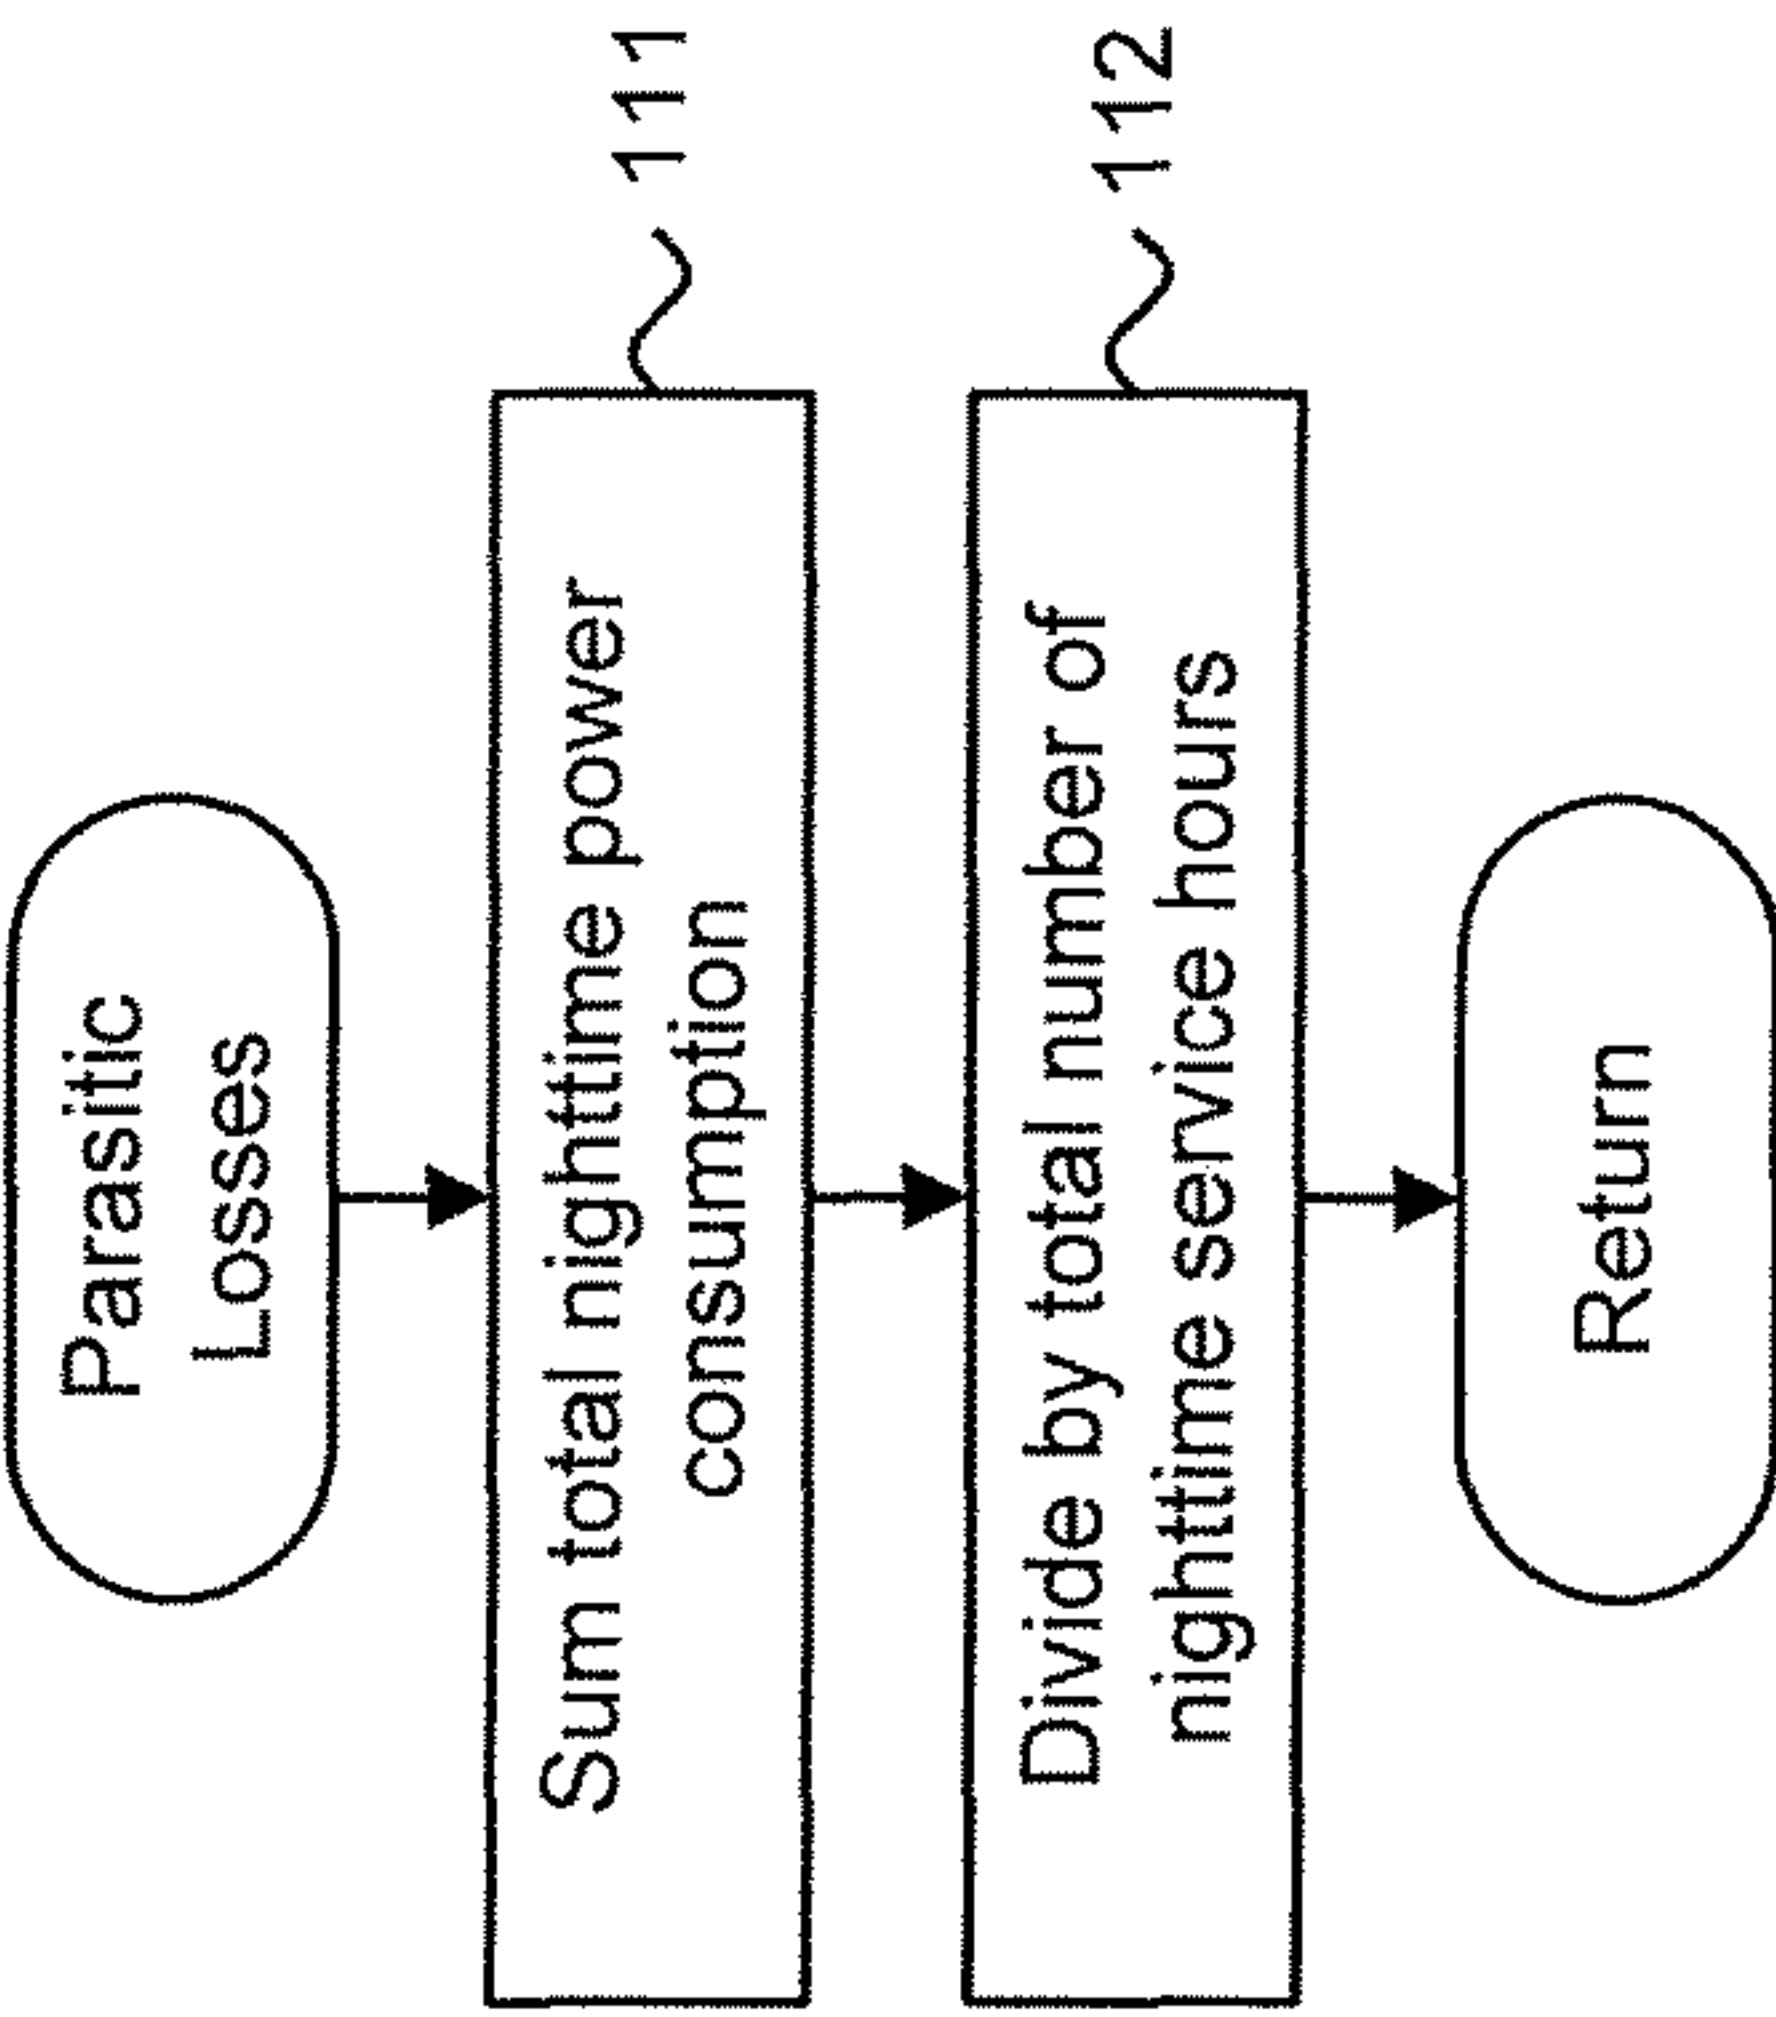 Parasitic
Losses
Sum total nighttime power
consumption
111
Divide by total number of
nighttime service hours
112
Return